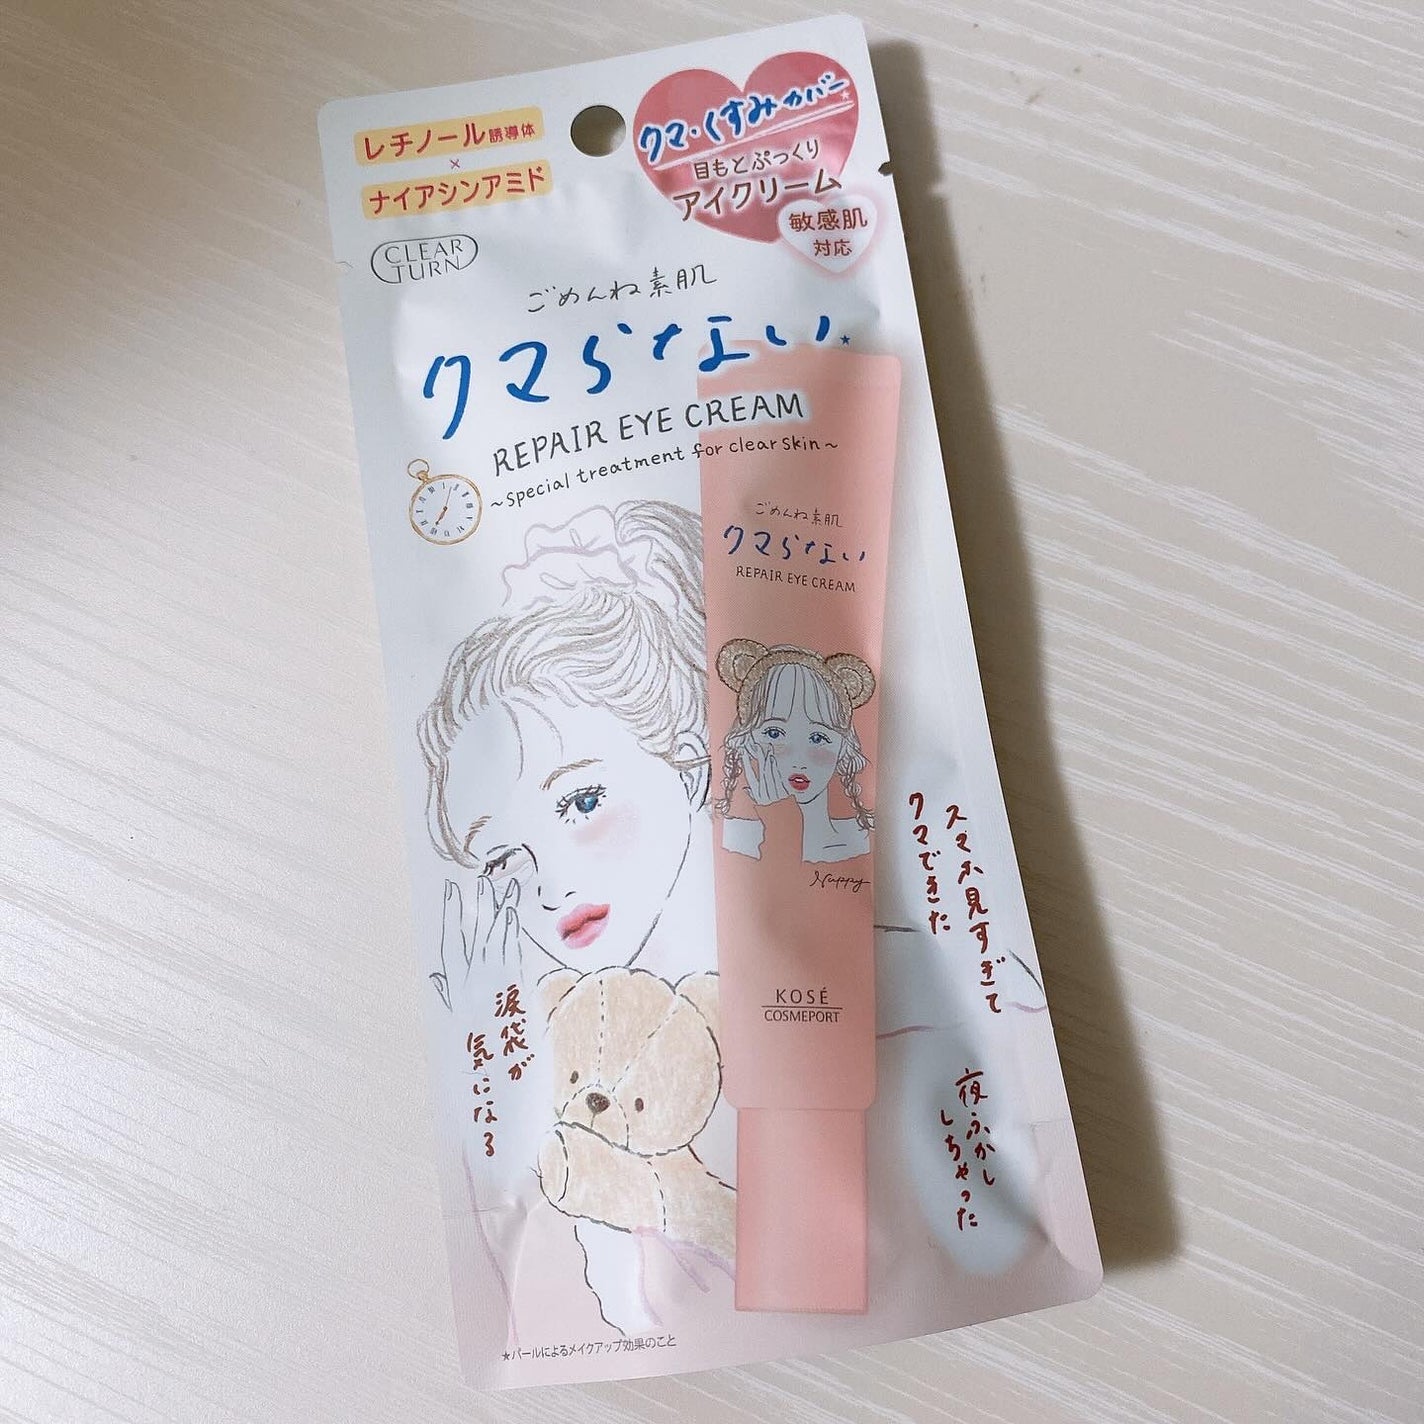 レチノール誘導体
×
ナイアシンアミド
クマ・くすみカバー★
目もとぷっくり
アイクリーム
敏感肌
対応
CLEAR
TURN
ごめんね素肌
クマらない★
REPAIR EYE CREAM
~special treatment for clear skin~
ごめんね素肌
クマらない
REPAIR EYE CREAM
Nappy
KOSÉ
COSMEPORT
スマホ見すぎて
クマできた
涙袋が
気になる
夜ふかし
しちゃった
★パールによるメイクアップ効果のこと